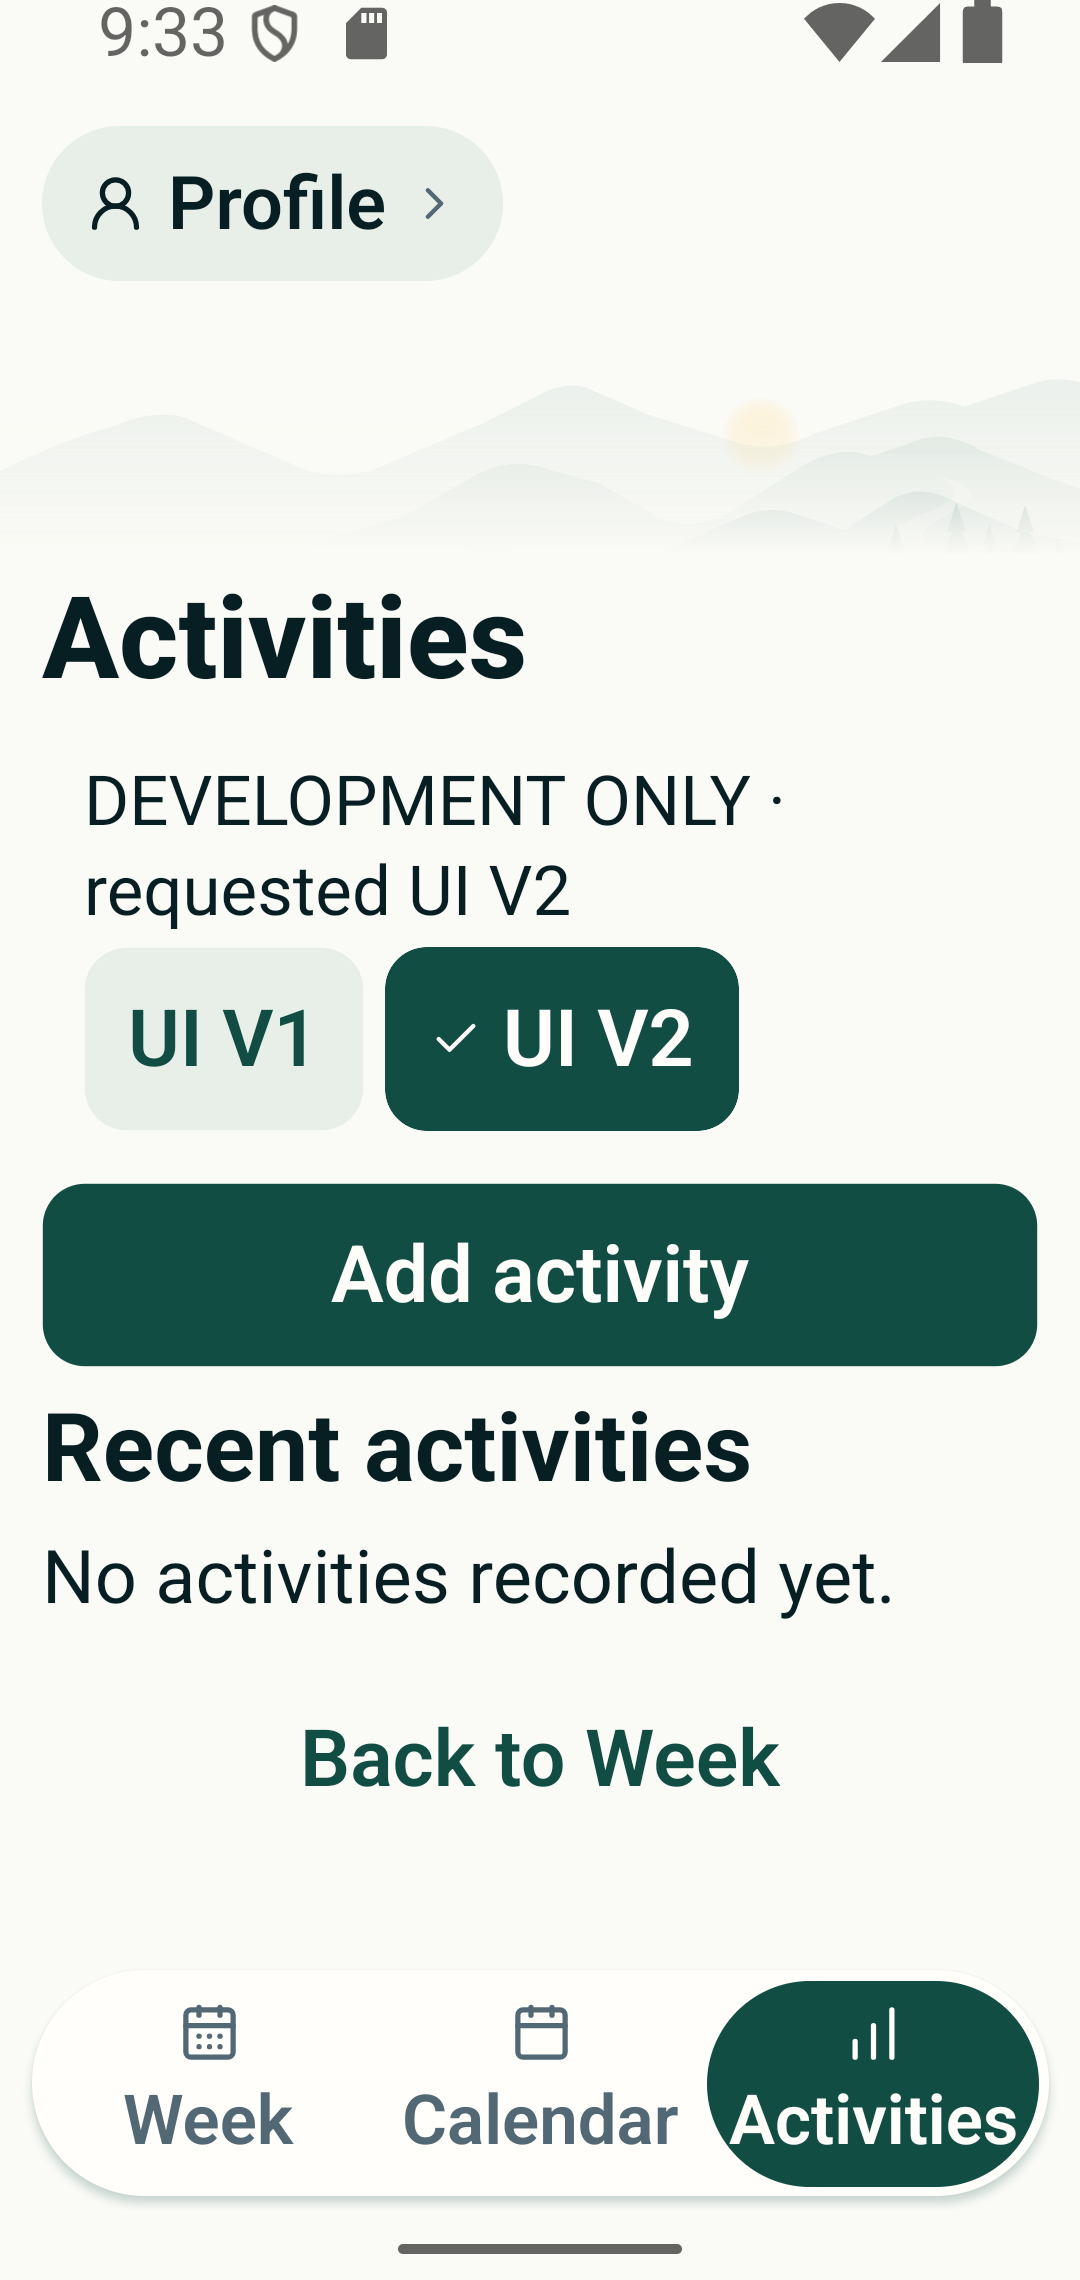 9:33
Profile
Activities
DEVELOPMENT ONLY ·
requested UI V2
UI V1
UI V2
Add activity
Recent activities
No activities recorded yet.
Back to Week
Week
Calendar
Activities